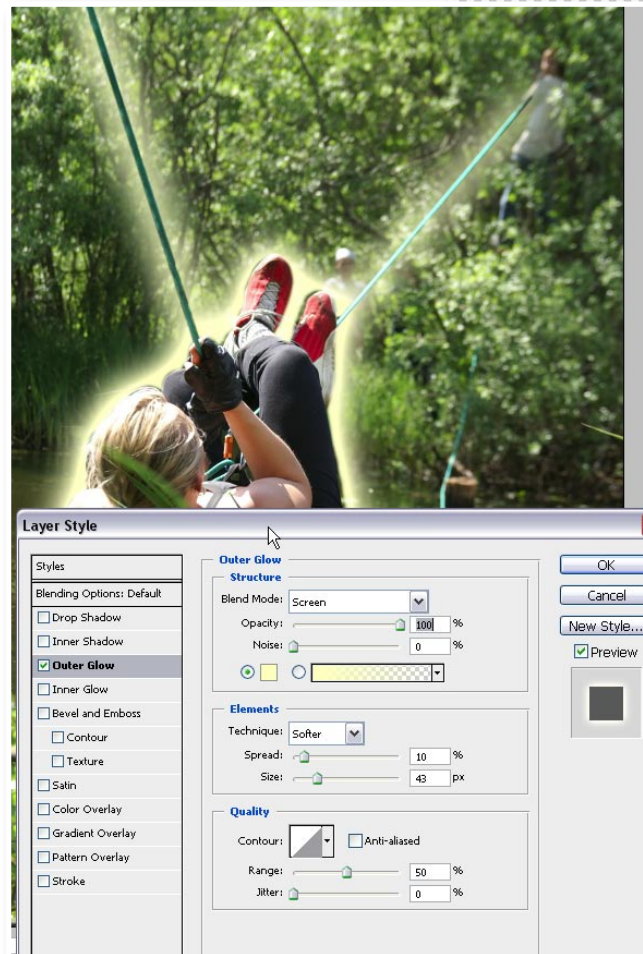 Layer Style
Styles
Blending Options: Default
Drop Shadow
Inner Shadow
Outer Glow
Inner Glow
Bevel and Emboss
Contour
Texture
Satin
Color Overlay
Gradient Overlay
Pattern Overlay
Stroke
Outer Glow
Structure
Blend Mode: Screen
Opacity: 100 %
Noise: 0 %
Elements
Technique: Softer
Spread: 10 %
Size: 43 px
Quality
Contour: Anti-aliased
Range: 50 %
Jitter: 0 %
OK
Cancel
New Style...
Preview